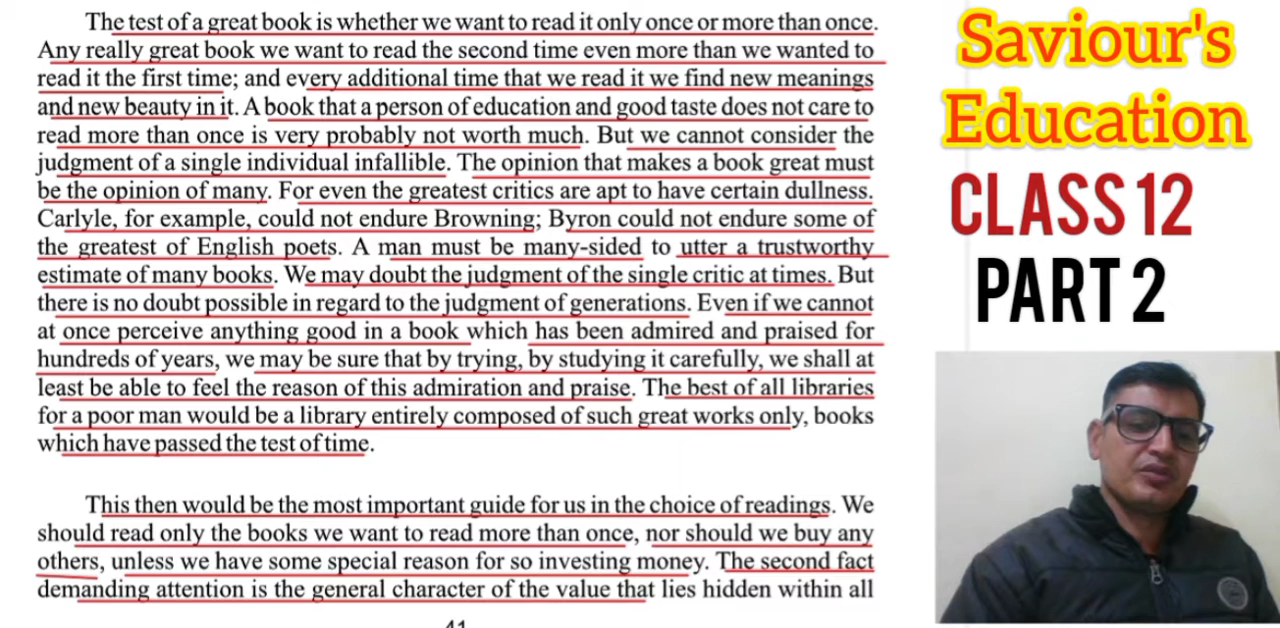 The test of a great book is whether we want to read it only once or more than once.
Any really great book we want to read the second time even more than we wanted to
read it the first time; and every additional time that we read it we find new meanings
and new beauty in it. A book that a person of education and good taste does not care to
read more than once is very probably not worth much. But we cannot consider the
judgment of a single individual infallible. The opinion that makes a book great must
be the opinion of many. For even the greatest critics are apt to have certain dullness.
Carlyle, for example, could not endure Browning; Byron could not endure some of
the greatest of English poets. A man must be many-sided to utter a trustworthy
estimate of many books. We may doubt the judgment of the single critic at times. But
there is no doubt possible in regard to the judgment of generations. Even if we cannot
at once perceive anything good in a book which has been admired and praised for
hundreds of years, we may be sure that by trying, by studying it carefully, we shall at
least be able to feel the reason of this admiration and praise. The best of all libraries
for a poor man would be a library entirely composed of such great works only, books
which have passed the test of time.
This then would be the most important guide for us in the choice of readings. We
should read only the books we want to read more than once, nor should we buy any
others, unless we have some special reason for so investing money. The second fact
demanding attention is the general character of the value that lies hidden within all
41
Saviour's
Education
CLASS 12
PART 2